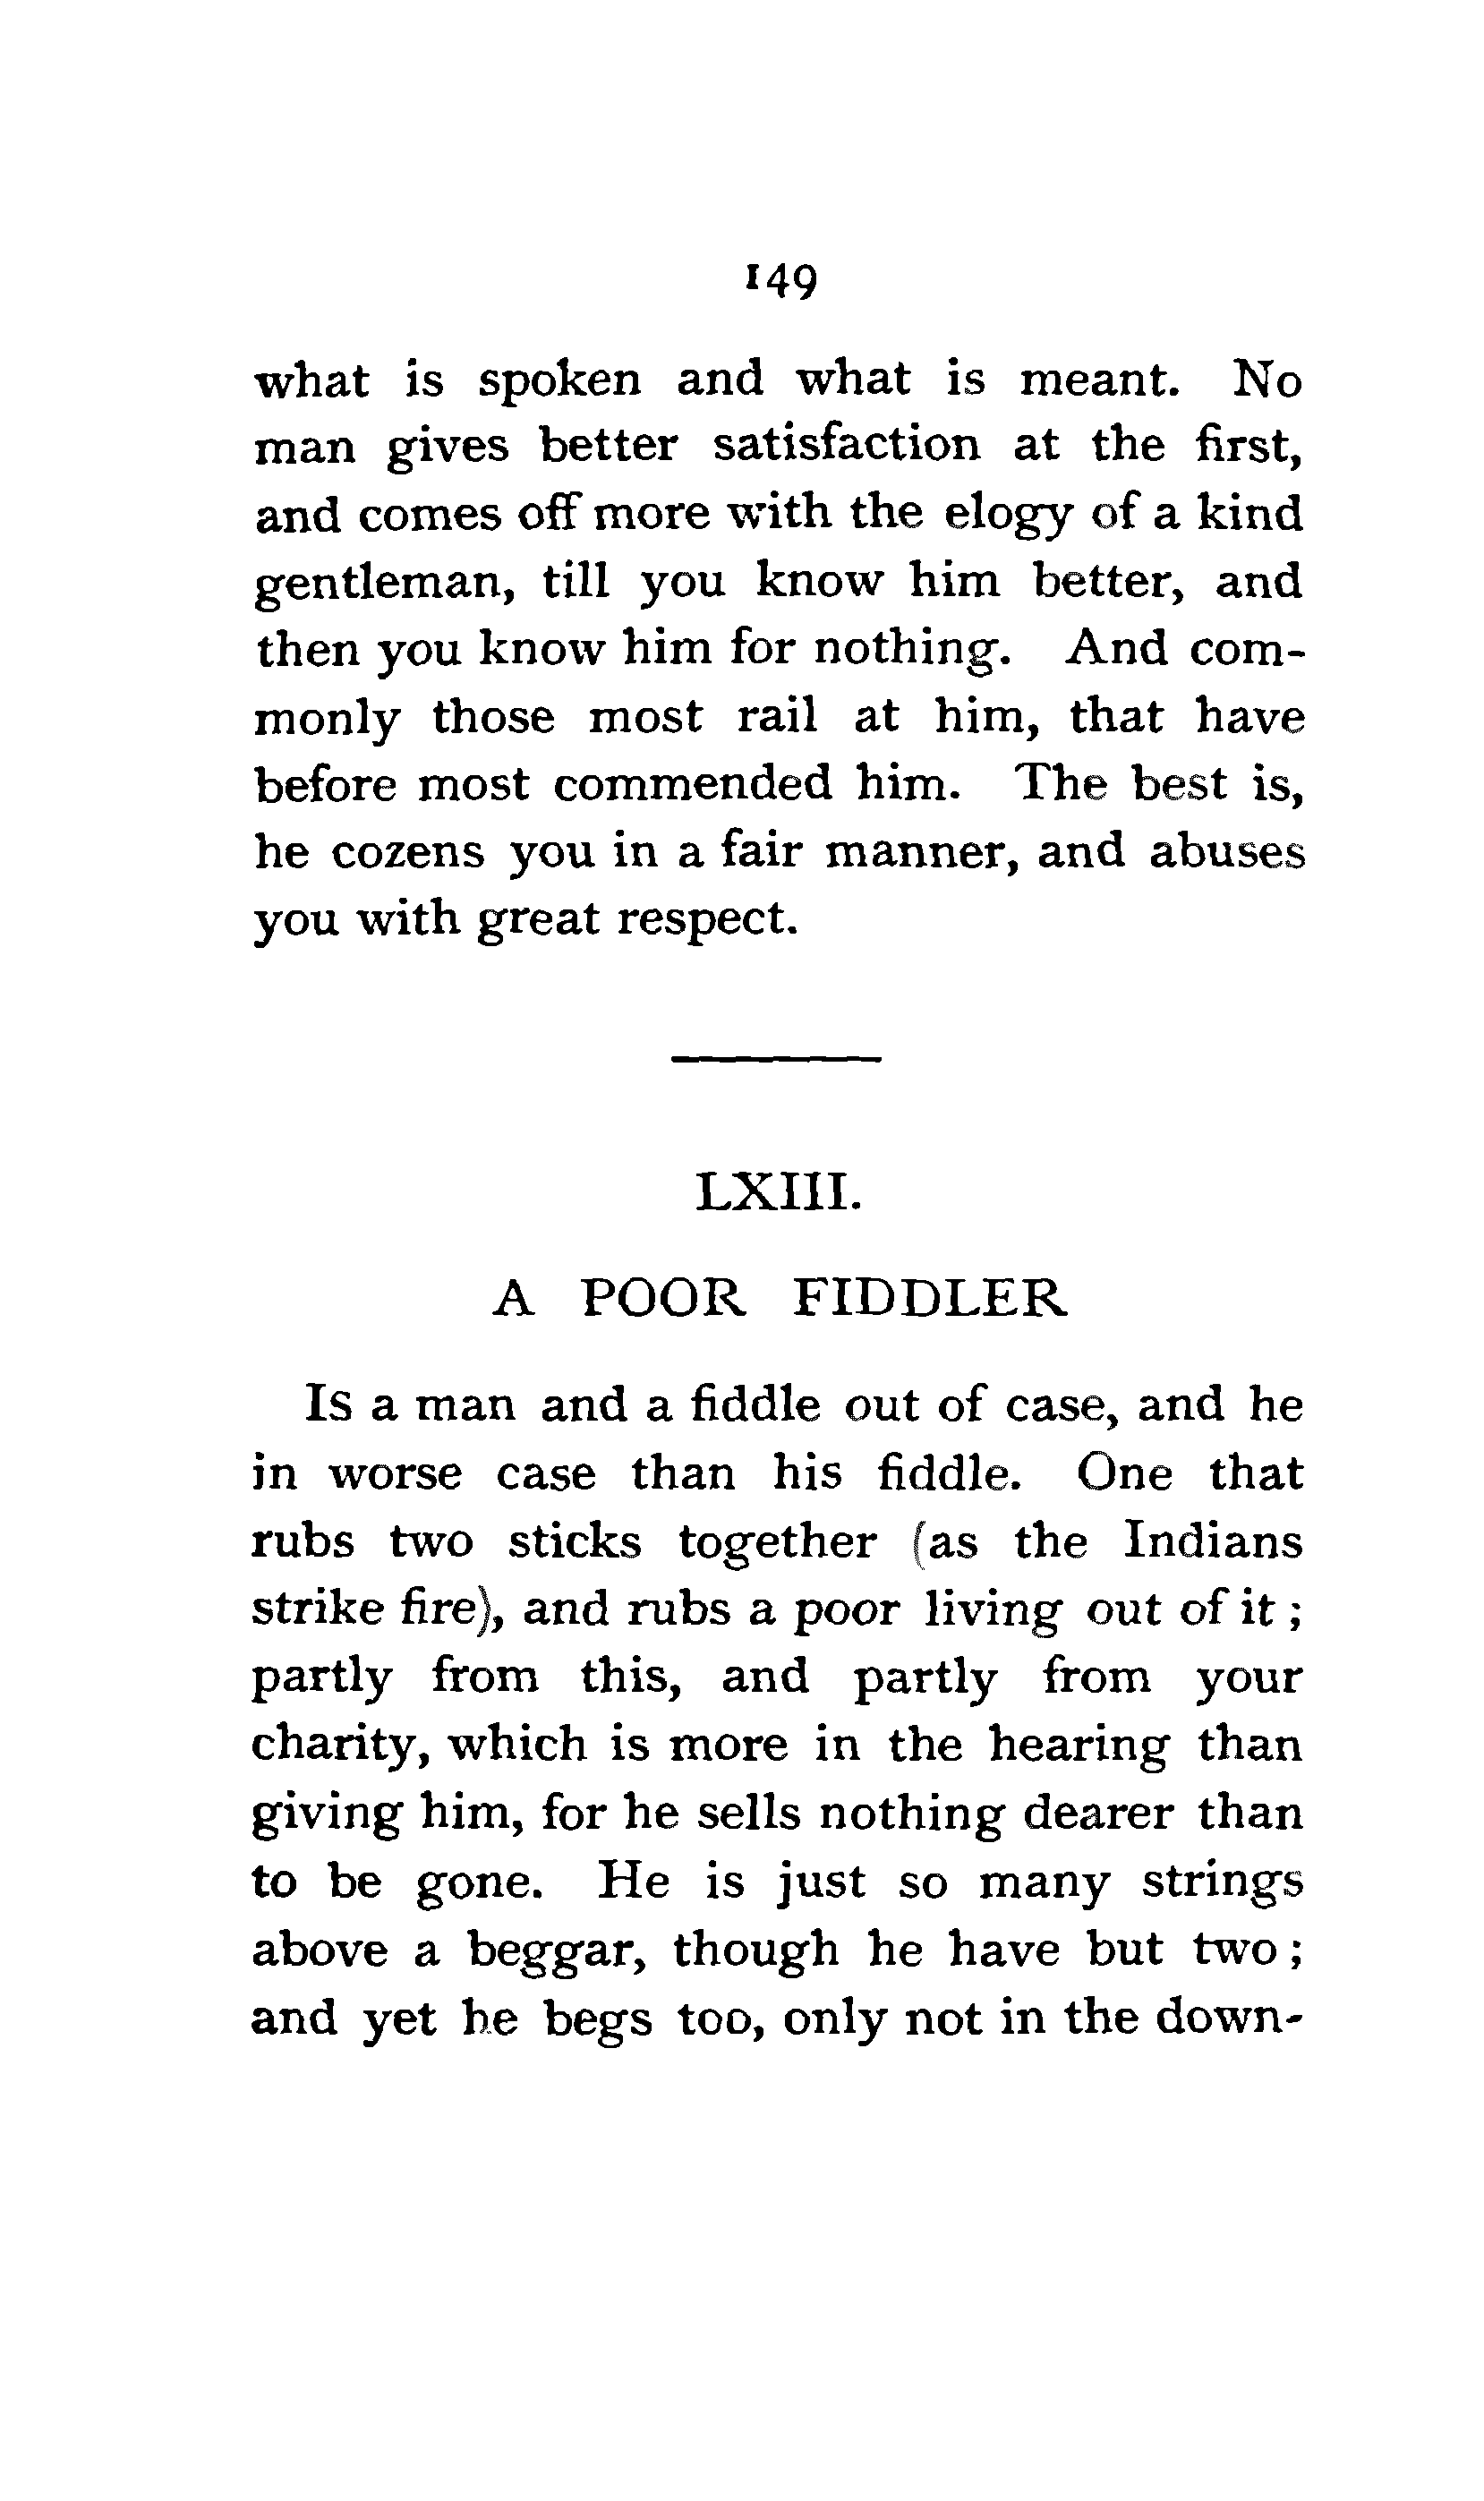 149
what is spoken and what is meant. No
man gives better satisfaction at the first,
and comes off more with the elogy of a kind
gentleman, till you know him better, and
then you know him for nothing. And com-
monly those most rail at him, that have
before most commended him. The best is,
he cozens you in a fair manner, and abuses
you with great respect.
LXIII.
A POOR FIDDLER
Is a man and a fiddle out of case, and he
in worse case than his fiddle. One that
rubs two sticks together (as the Indians
strike fire), and rubs a poor living out of it ;
partly from this, and partly from your
charity, which is more in the hearing than
giving him, for he sells nothing dearer than
to be gone. He is just so many strings
above a beggar, though he have but two ;
and yet he begs too, only not in the down-